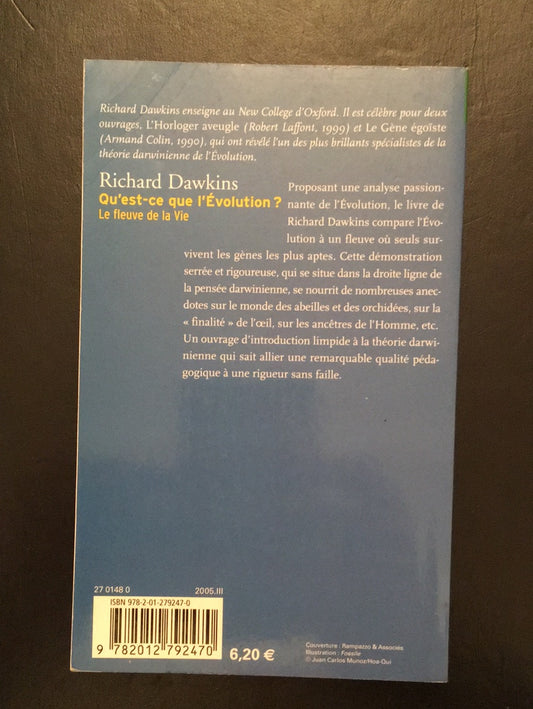 Richard Dawkins enseigne au New College d'Oxford. Il est célèbre pour deux
ouvrages, L'Horloger aveugle (Robert Laffont, 1999) et Le Gène égoïste
(Armand Colin, 1990), qui ont révélé l'un des plus brillants spécialistes de la
théorie darwinienne de l'Évolution.
Richard Dawkins
Qu'est-ce que l'Évolution ?
Le fleuve de la Vie
Proposant une analyse passion-
nante de l'Évolution, le livre de
Richard Dawkins compare l'Évo-
lution à un fleuve où seuls sur-
vivent les gènes les plus aptes. Cette démonstration
serrée et rigoureuse, qui se situe dans la droite ligne de
la pensée darwinienne, se nourrit de nombreuses anec-
dotes sur le monde des abeilles et des orchidées, sur la
« finalité » de l'œil, sur les ancêtres de l'Homme, etc.
Un ouvrage d'introduction limpide à la théorie darwi-
nienne qui sait allier une remarquable qualité péda-
gogique à une rigueur sans faille.
27 0148 0 2005.III
ISBN 978-2-01-279247-0
9 782012 792470
6,20 €
Couverture : Rampazzo & Associés
Illustration : Fossile
© Juan Carlos Munoz/Hoa-Qui